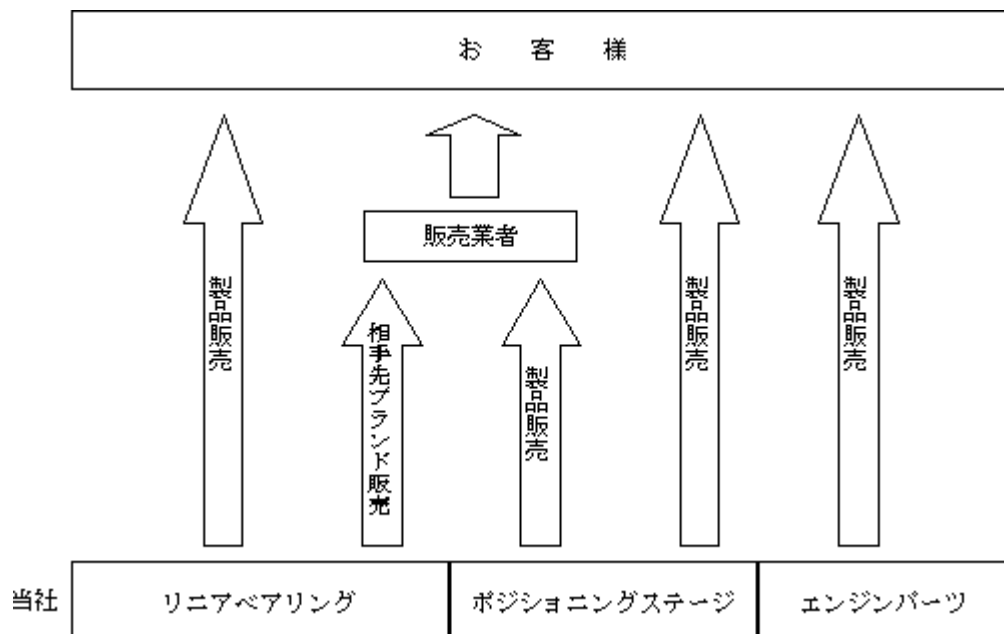 お 客 様
販売業者
製品販売
相手先ブランド販売
製品販売
製品販売
製品販売
当社
リニアベアリング
ポジショニングステージ
エンジンパーツ